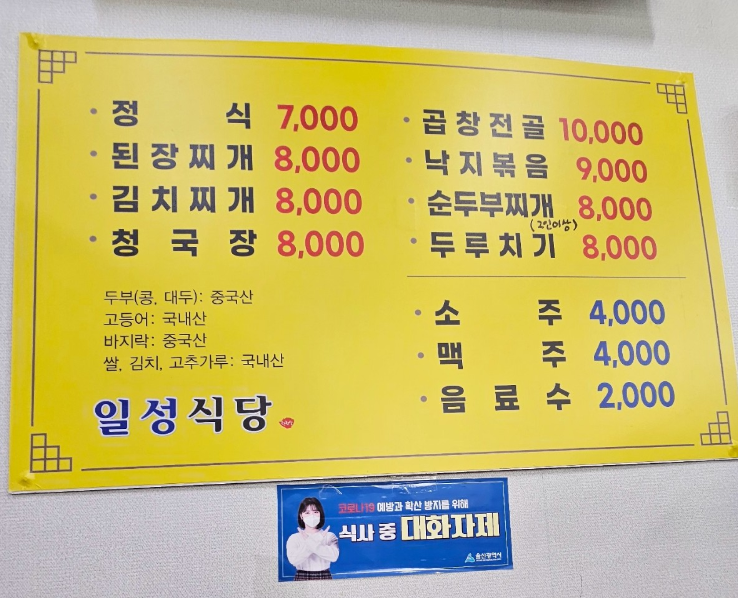 정식 7,000
된장찌개 8,000
김치찌개 8,000
청국장 8,000
두부(콩, 대두): 중국산
고등어: 국내산
바지락: 중국산
쌀, 김치, 고추가루: 국내산
일성식당
곱창전골 10,000
낙지볶음 9,000
순두부찌개 8,000
(2인이상)
두루치기 8,000
소주 4,000
맥주 4,000
음료수 2,000
코로나19 예방과 확산 방지를 위해
식사 중 대화자제
울산광역시